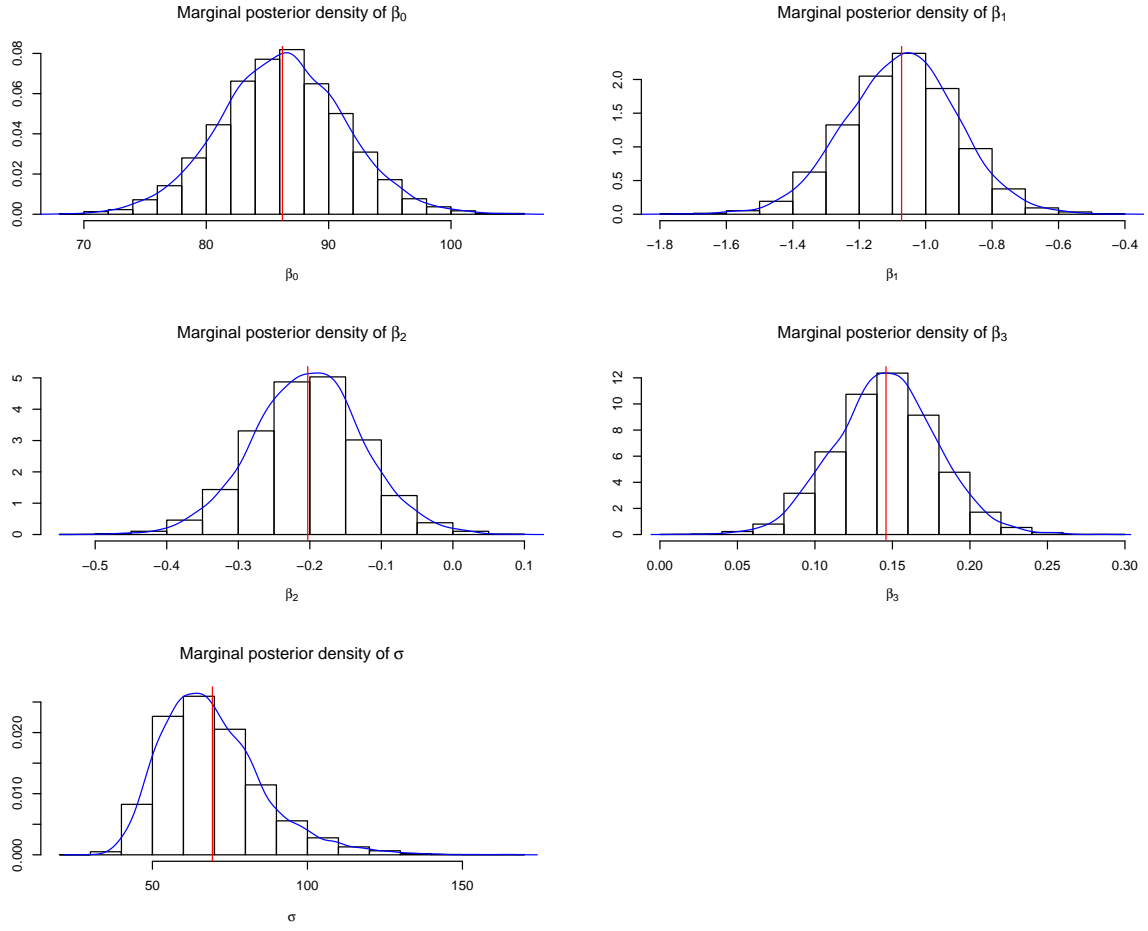 Marginal posterior density of β0
0.00 0.02 0.04 0.06 0.08
70 80 90 100
β0
Marginal posterior density of β1
0.0 0.5 1.0 1.5 2.0
−1.8 −1.6 −1.4 −1.2 −1.0 −0.8 −0.6 −0.4
β1
Marginal posterior density of β2
0 1 2 3 4 5
−0.5 −0.4 −0.3 −0.2 −0.1 0.0 0.1
β2
Marginal posterior density of β3
0 2 4 6 8 10 12
0.00 0.05 0.10 0.15 0.20 0.25 0.30
β3
Marginal posterior density of σ
0.000 0.010 0.020
50 100 150
σ